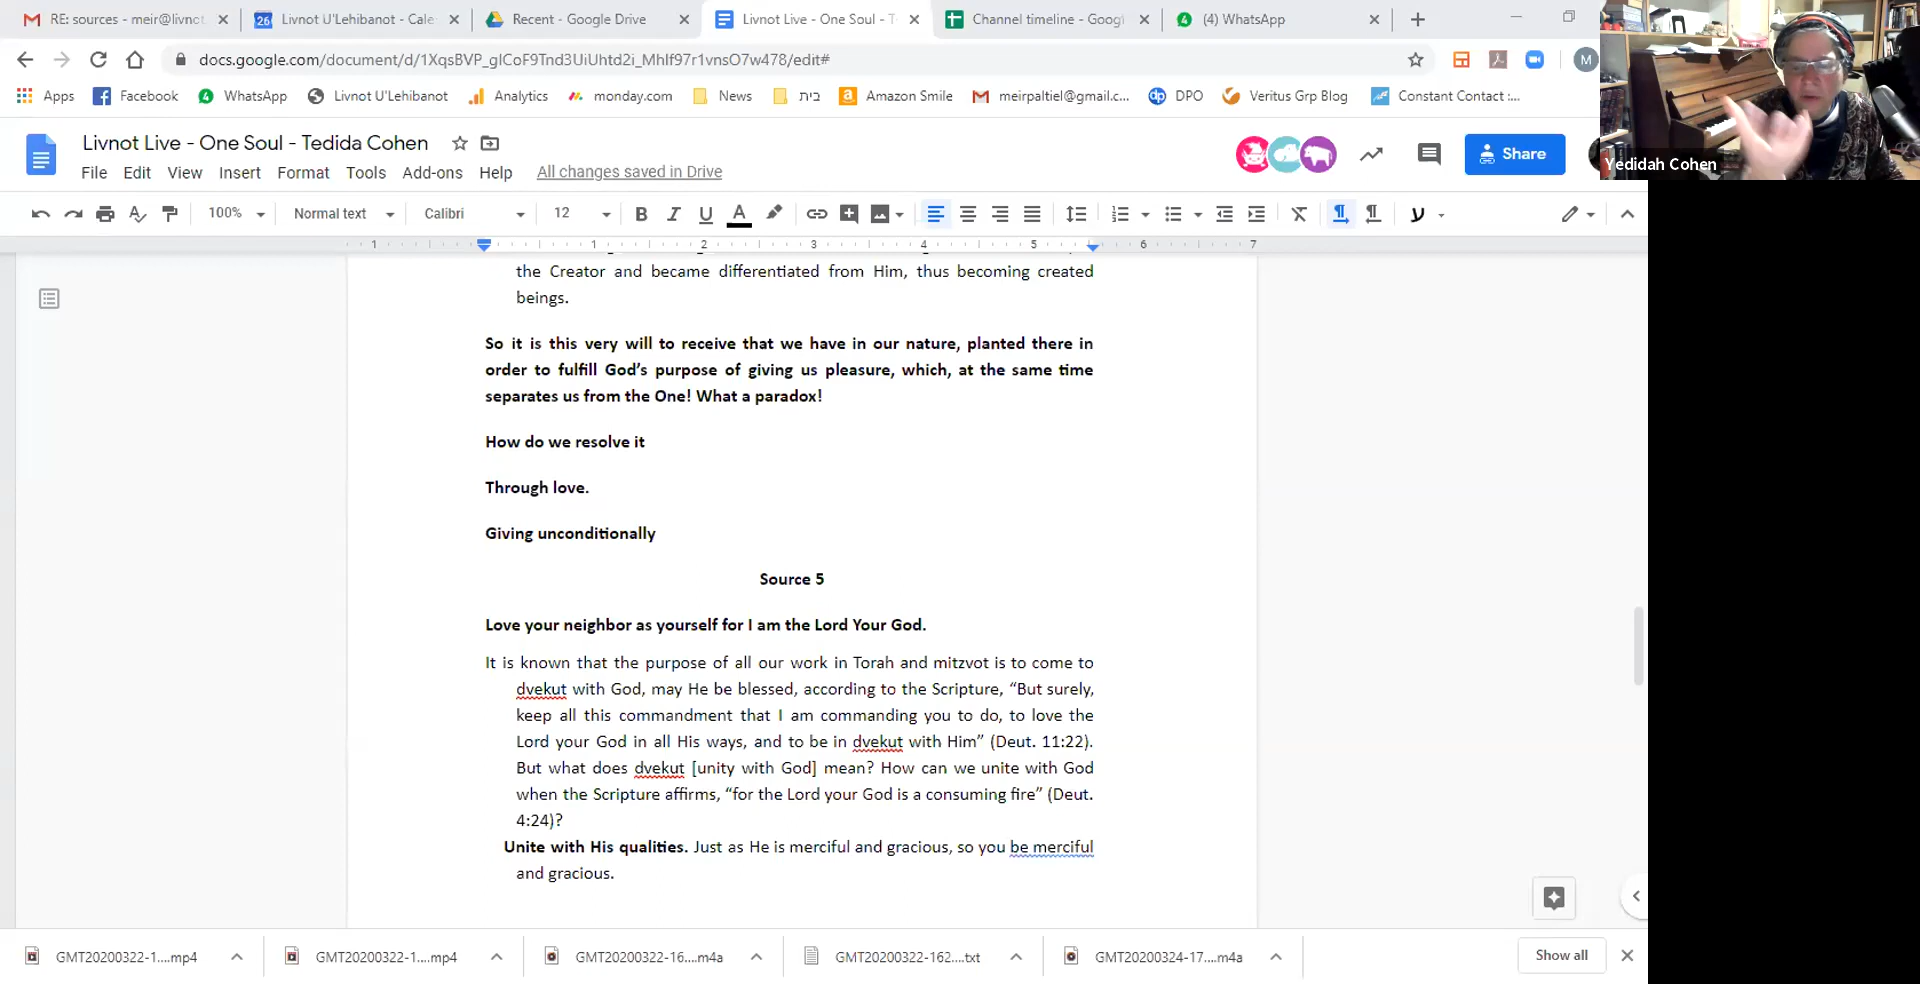 RE: sources - meir@livnot.
26 Livnot U'Lehibanot - Cale
Recent - Google Drive
Livnot Live - One Soul - T
Channel timeline - Goog
4 (4) WhatsApp
docs.google.com/document/d/1XqsBVP_glCoF9Tnd3UiUhtd2i_Mhlf97r1vnsO7w478/edit#
M
Apps Facebook WhatsApp Livnot U'Lehibanot Analytics monday.com News בית Amazon Smile meirpaltiel@gmail.c... DPO Veritus Grp Blog Constant Contact :...
Livnot Live - One Soul - Tedida Cohen
Share
Yedidah Cohen
File Edit View Insert Format Tools Add-ons Help All changes saved in Drive
100% Normal text Calibri 12 B I U A
1 1 2 3 4 5 6 7
the Creator and became differentiated from Him, thus becoming created
beings.
So it is this very will to receive that we have in our nature, planted there in
order to fulfill God’s purpose of giving us pleasure, which, at the same time
separates us from the One! What a paradox!
How do we resolve it
Through love.
Giving unconditionally
Source 5
Love your neighbor as yourself for I am the Lord Your God.
It is known that the purpose of all our work in Torah and mitzvot is to come to
dvekut with God, may He be blessed, according to the Scripture, “But surely,
keep all this commandment that I am commanding you to do, to love the
Lord your God in all His ways, and to be in dvekut with Him” (Deut. 11:22).
But what does dvekut [unity with God] mean? How can we unite with God
when the Scripture affirms, “for the Lord your God is a consuming fire” (Deut.
4:24)?
Unite with His qualities. Just as He is merciful and gracious, so you be merciful
and gracious.
GMT20200322-1....mp4
GMT20200322-1....mp4
GMT20200322-16....m4a
GMT20200322-162....txt
GMT20200324-17....m4a
Show all